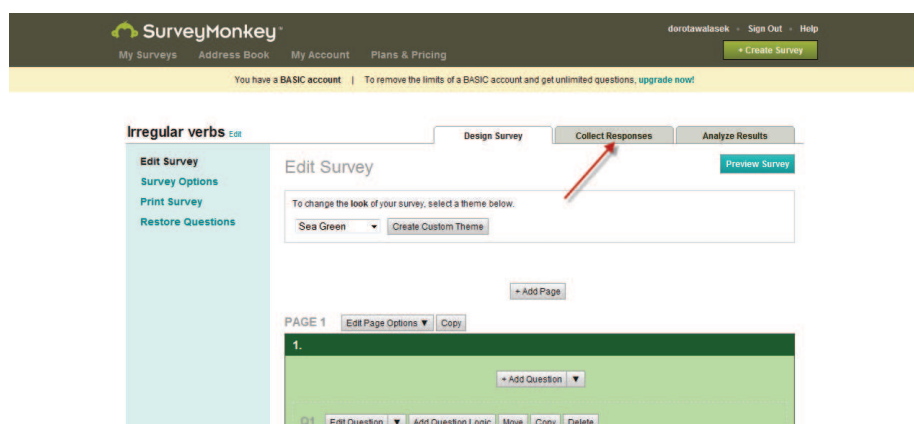 SurveyMonkey
dorotawalasek Sign Out Help
My Surveys Address Book My Account Plans & Pricing
+ Create Survey
You have a BASIC account | To remove the limits of a BASIC account and get unlimited questions, upgrade now!
Irregular verbs Edit
Design Survey Collect Responses Analyze Results
Edit Survey
Survey Options
Print Survey
Restore Questions
Edit Survey
Preview Survey
To change the look of your survey, select a theme below.
Sea Green Create Custom Theme
+ Add Page
PAGE 1 Edit Page Options ▼ Copy
1.
+ Add Question ▼
Q1 Edit Question ▼ Add Question Logic Move Copy Delete